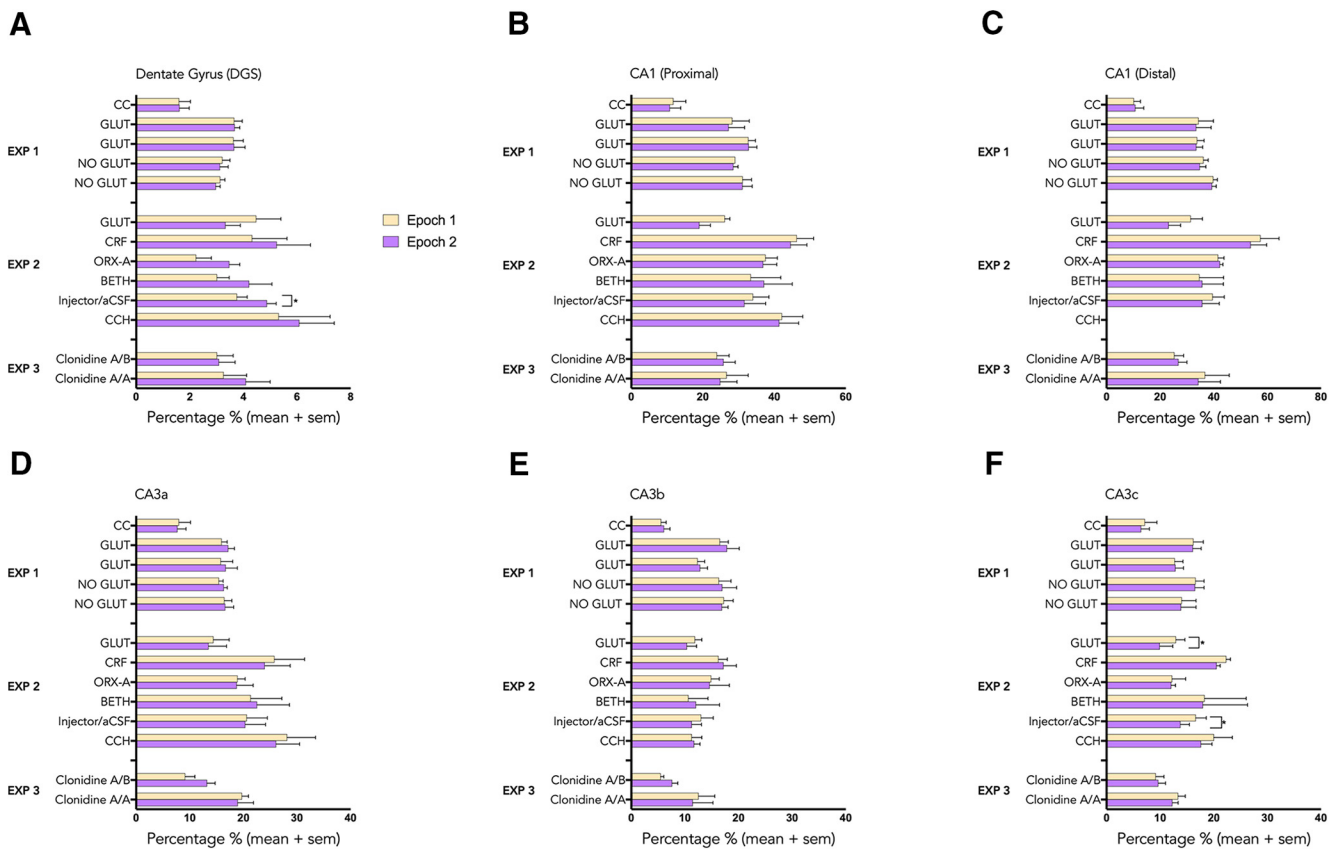 A
Dentate Gyrus (DGS)
EXP 1
CC
GLUT
GLUT
NO GLUT
NO GLUT
EXP 2
GLUT
CRF
ORX-A
BETH
Injector/aCSF
*
CCH
EXP 3
Clonidine A/B
Clonidine A/A
0 2 4 6 8
Percentage % (mean + sem)
Epoch 1
Epoch 2
B
CA1 (Proximal)
EXP 1
CC
GLUT
GLUT
NO GLUT
NO GLUT
EXP 2
GLUT
CRF
ORX-A
BETH
Injector/aCSF
CCH
EXP 3
Clonidine A/B
Clonidine A/A
0 20 40 60
Percentage % (mean + sem)
C
CA1 (Distal)
EXP 1
CC
GLUT
GLUT
NO GLUT
NO GLUT
EXP 2
GLUT
CRF
ORX-A
BETH
Injector/aCSF
CCH
EXP 3
Clonidine A/B
Clonidine A/A
0 20 40 60 80
Percentage % (mean + sem)
D
CA3a
EXP 1
CC
GLUT
GLUT
NO GLUT
NO GLUT
EXP 2
GLUT
CRF
ORX-A
BETH
Injector/aCSF
CCH
EXP 3
Clonidine A/B
Clonidine A/A
0 10 20 30 40
Percentage % (mean + sem)
E
CA3b
EXP 1
CC
GLUT
GLUT
NO GLUT
NO GLUT
EXP 2
GLUT
CRF
ORX-A
BETH
Injector/aCSF
CCH
EXP 3
Clonidine A/B
Clonidine A/A
0 10 20 30 40
Percentage % (mean + sem)
F
CA3c
EXP 1
CC
GLUT
GLUT
NO GLUT
NO GLUT
EXP 2
GLUT
*
CRF
ORX-A
BETH
Injector/aCSF
*
CCH
EXP 3
Clonidine A/B
Clonidine A/A
0 10 20 30 40
Percentage % (mean + sem)